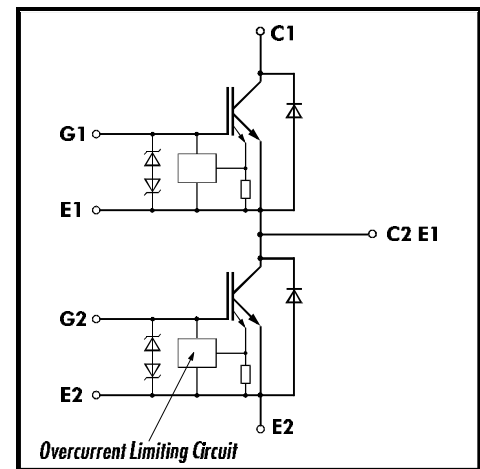 C1
G1
E1
C2 E1
G2
E2
E2
Overcurrent Limiting Circuit